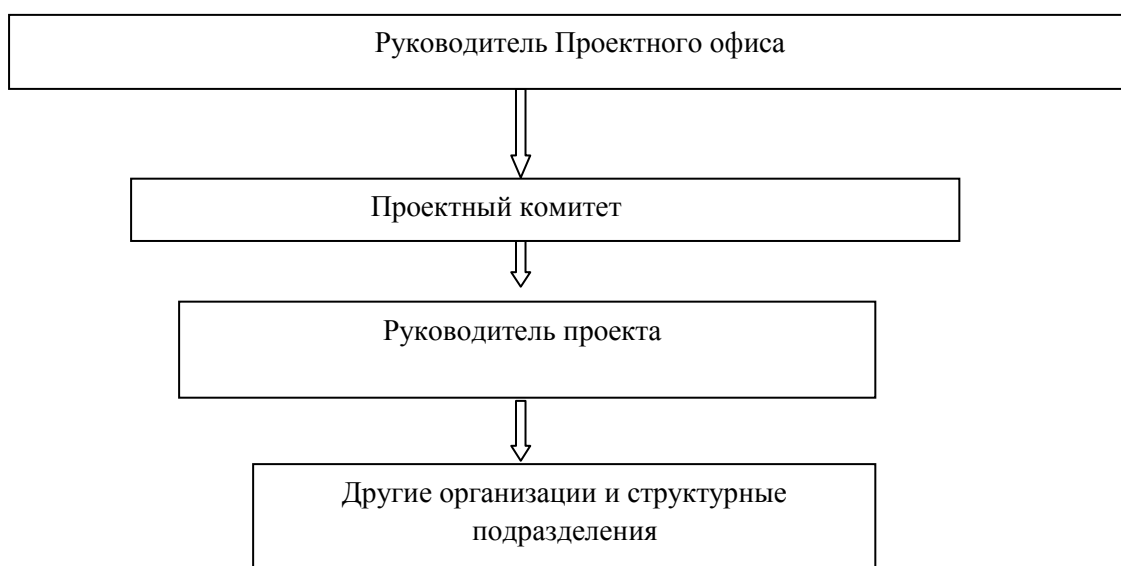 Руководитель Проектного офиса
Проектный комитет
Руководитель проекта
Другие организации и структурные
подразделения